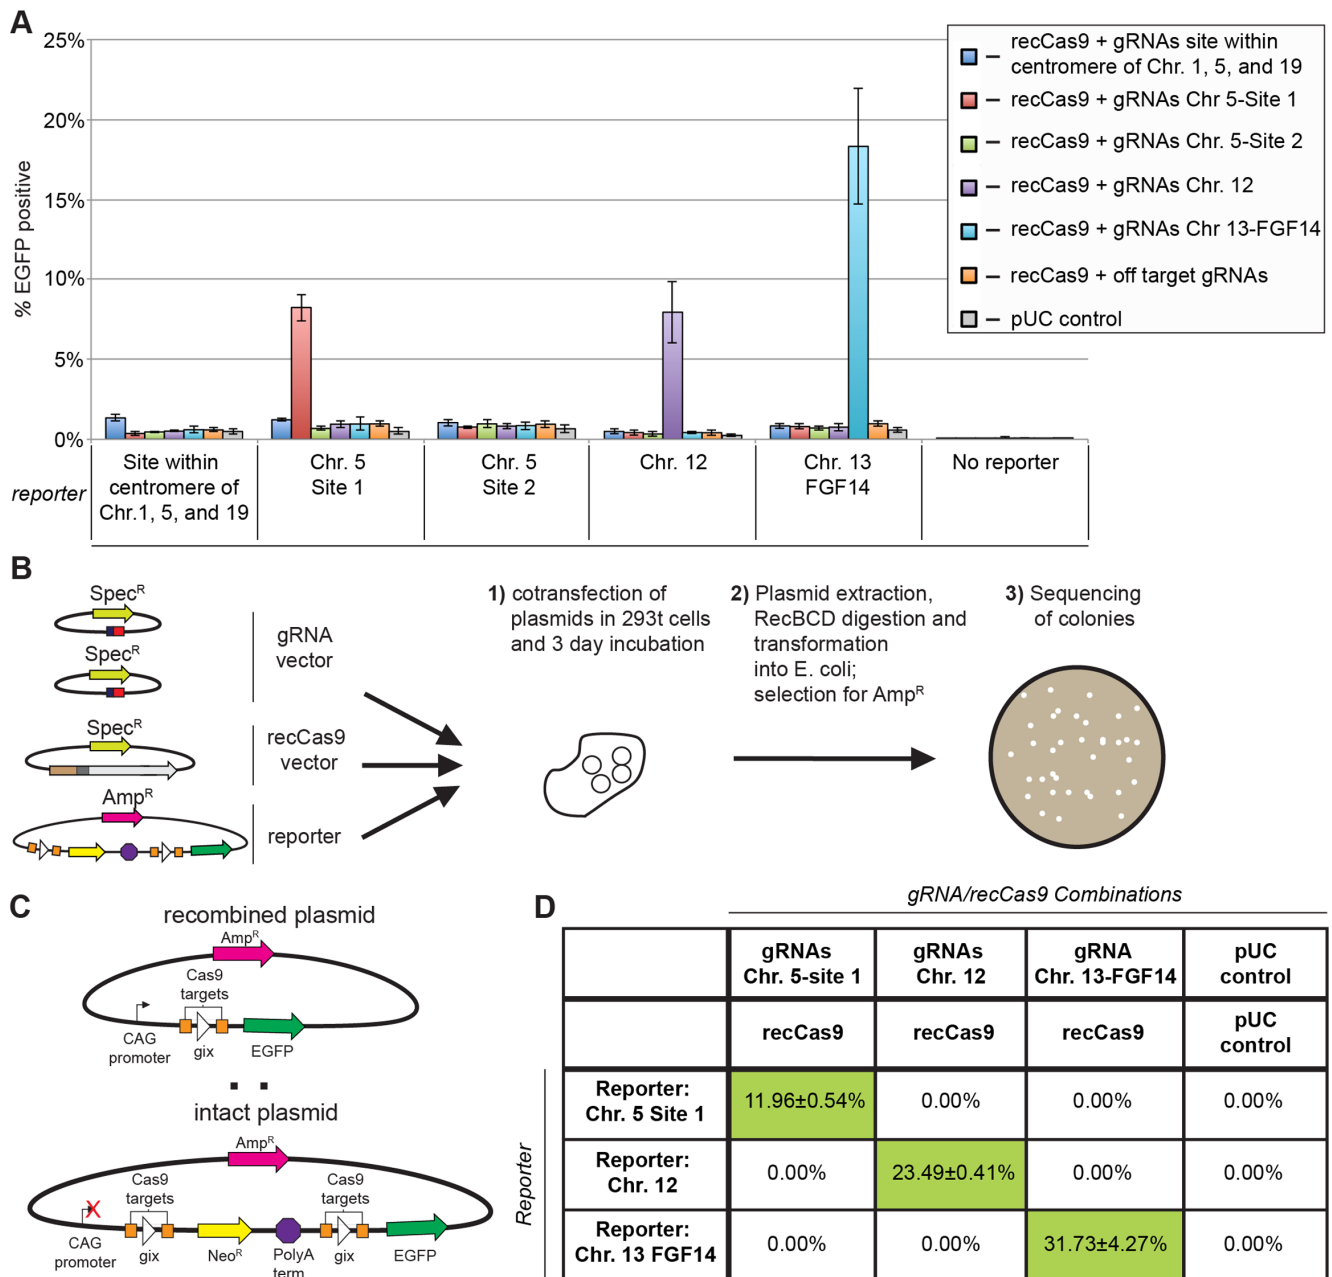 A
25%
20%
15%
10%
5%
0%
% EGFP positive
recCas9 + gRNAs site within
centromere of Chr. 1, 5, and 19
recCas9 + gRNAs Chr 5-Site 1
recCas9 + gRNAs Chr. 5-Site 2
recCas9 + gRNAs Chr. 12
recCas9 + gRNAs Chr 13-FGF14
recCas9 + off target gRNAs
pUC control
reporter
Site within
centromere of
Chr.1, 5, and 19
Chr. 5
Site 1
Chr. 5
Site 2
Chr. 12
Chr. 13
FGF14
No reporter
B
SpecR
SpecR
gRNA
vector
SpecR
recCas9
vector
AmpR
reporter
1) cotransfection of
plasmids in 293t cells
and 3 day incubation
2) Plasmid extraction,
RecBCD digestion and
transformation
into E. coli;
selection for AmpR
3) Sequencing
of colonies
C
recombined plasmid
AmpR
Cas9
targets
CAG
promoter
gix
EGFP
intact plasmid
AmpR
Cas9
targets
Cas9
targets
X
CAG
promoter
gix
NeoR
PolyA
term
gix
EGFP
D
gRNA/recCas9 Combinations
gRNAs
Chr. 5-site 1
gRNAs
Chr. 12
gRNA
Chr. 13-FGF14
pUC
control
recCas9
recCas9
recCas9
pUC
control
Reporter
Reporter:
Chr. 5 Site 1
11.96±0.54%
0.00%
0.00%
0.00%
Reporter:
Chr. 12
0.00%
23.49±0.41%
0.00%
0.00%
Reporter:
Chr. 13 FGF14
0.00%
0.00%
31.73±4.27%
0.00%